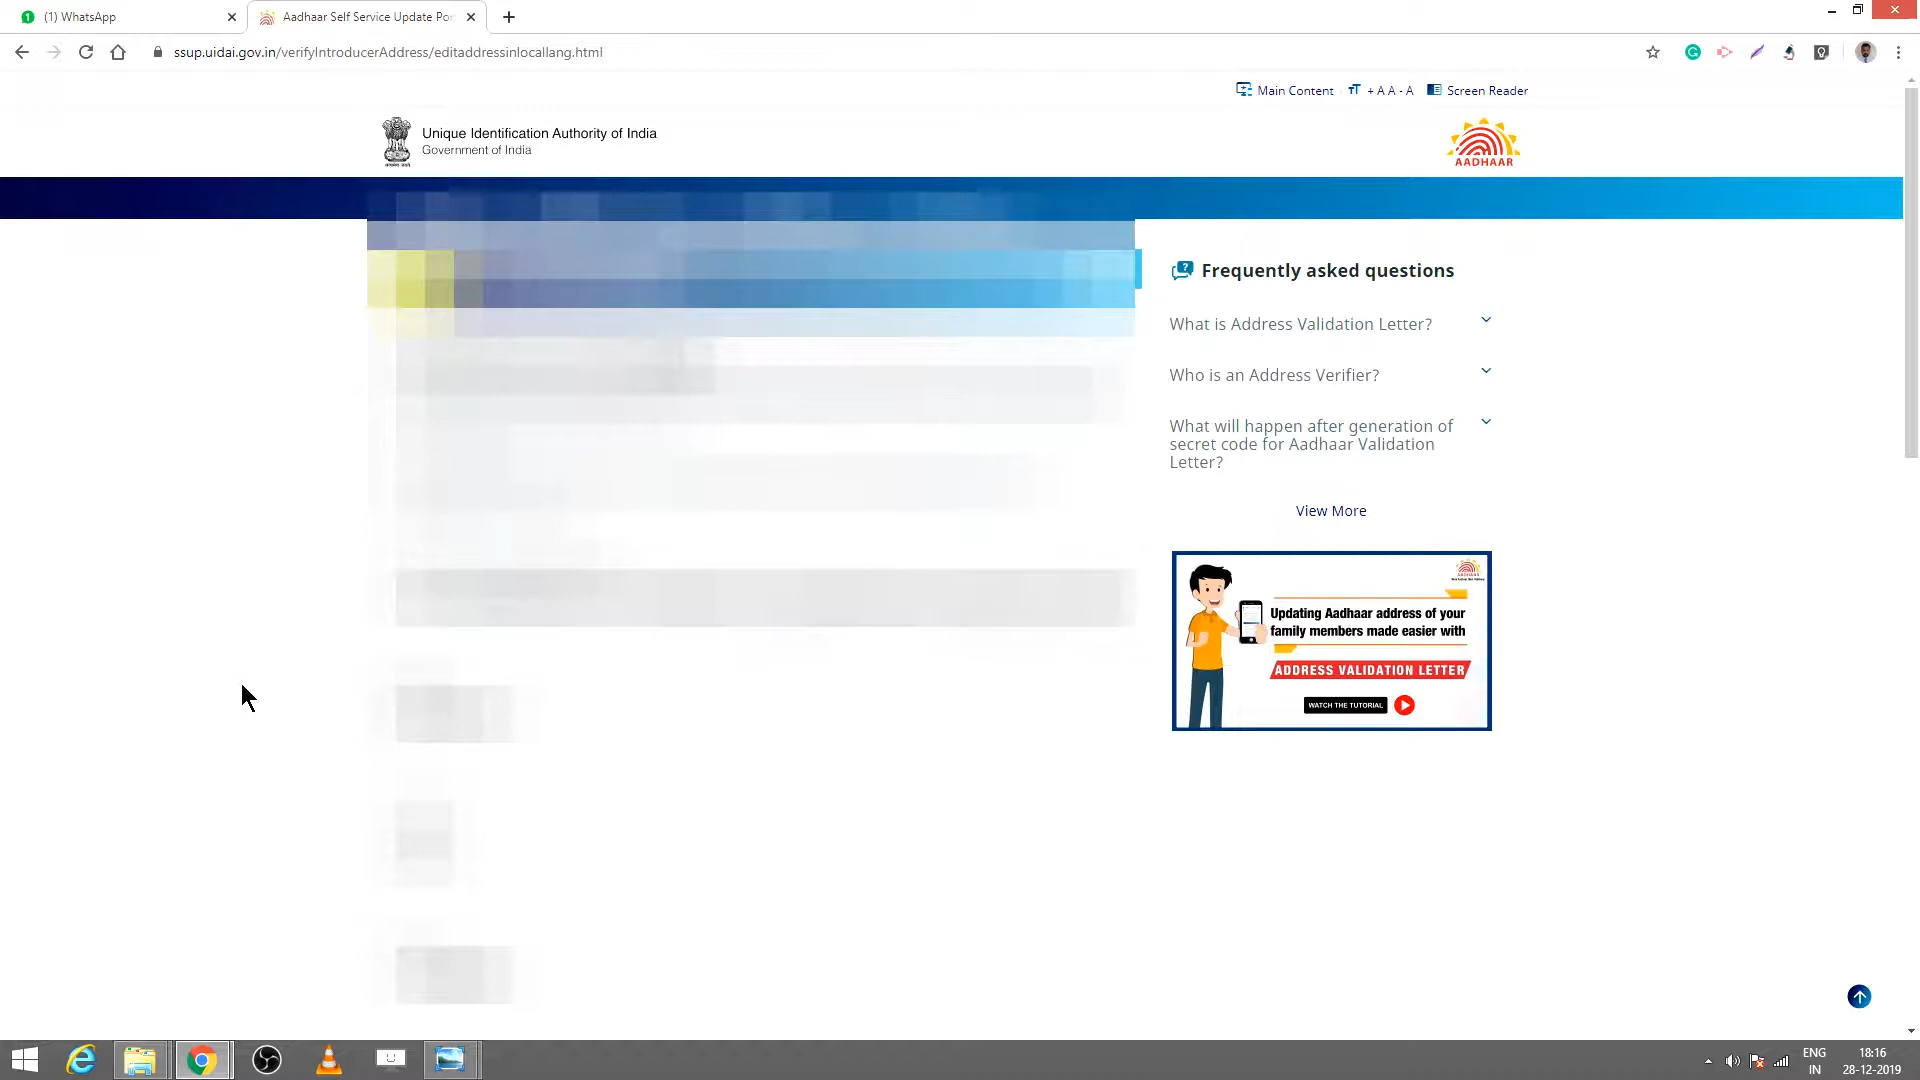 (1) WhatsApp
Aadhaar Self Service Update Por
ssup.uidai.gov.in/verifyIntroducerAddress/editaddressinlocallang.html
Main Content
+ A A - A
Screen Reader
Unique Identification Authority of India
Government of India
AADHAAR
Frequently asked questions
What is Address Validation Letter?
Who is an Address Verifier?
What will happen after generation of
secret code for Aadhaar Validation
Letter?
View More
AADHAAR
Updating Aadhaar address of your
family members made easier with
ADDRESS VALIDATION LETTER
WATCH THE TUTORIAL
ENG
IN
18:16
28-12-2019